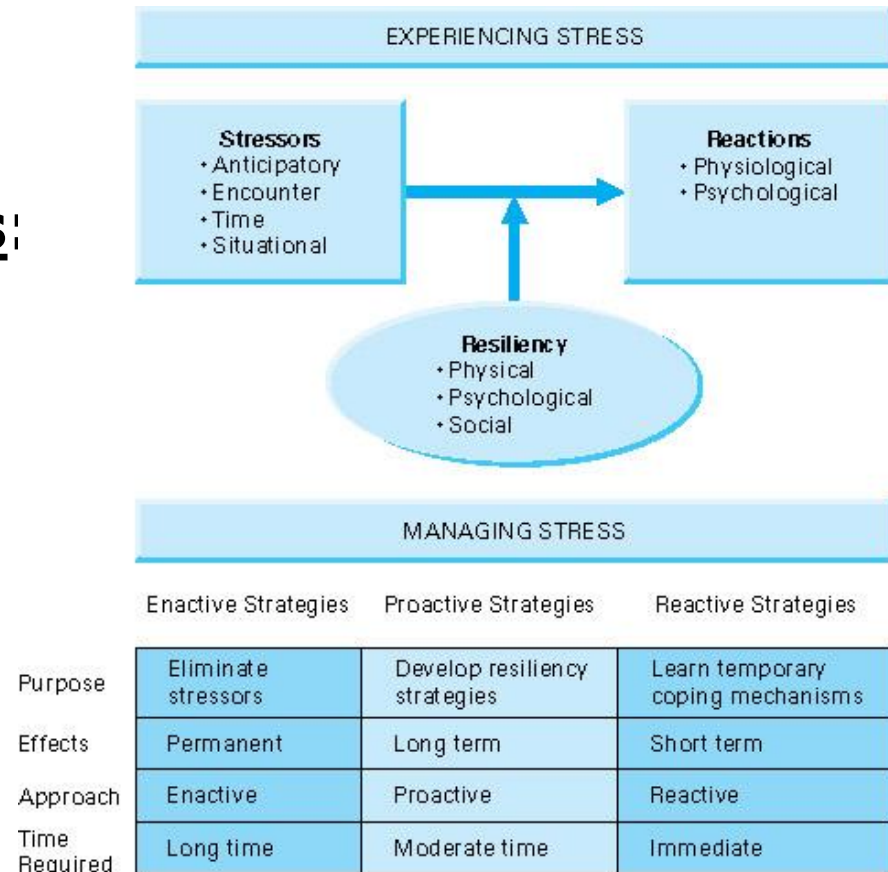 EXPERIENCING STRESS
Stressors
• Anticipatory
• Encounter
• Time
• Situational
Reactions
• Physiological
• Psychological
Resiliency
• Physical
• Psychological
• Social
MANAGING STRESS
Enactive Strategies Proactive Strategies Reactive Strategies
Purpose Eliminate stressors Develop resiliency strategies Learn temporary coping mechanisms
Effects Permanent Long term Short term
Approach Enactive Proactive Reactive
Time Required Long time Moderate time Immediate